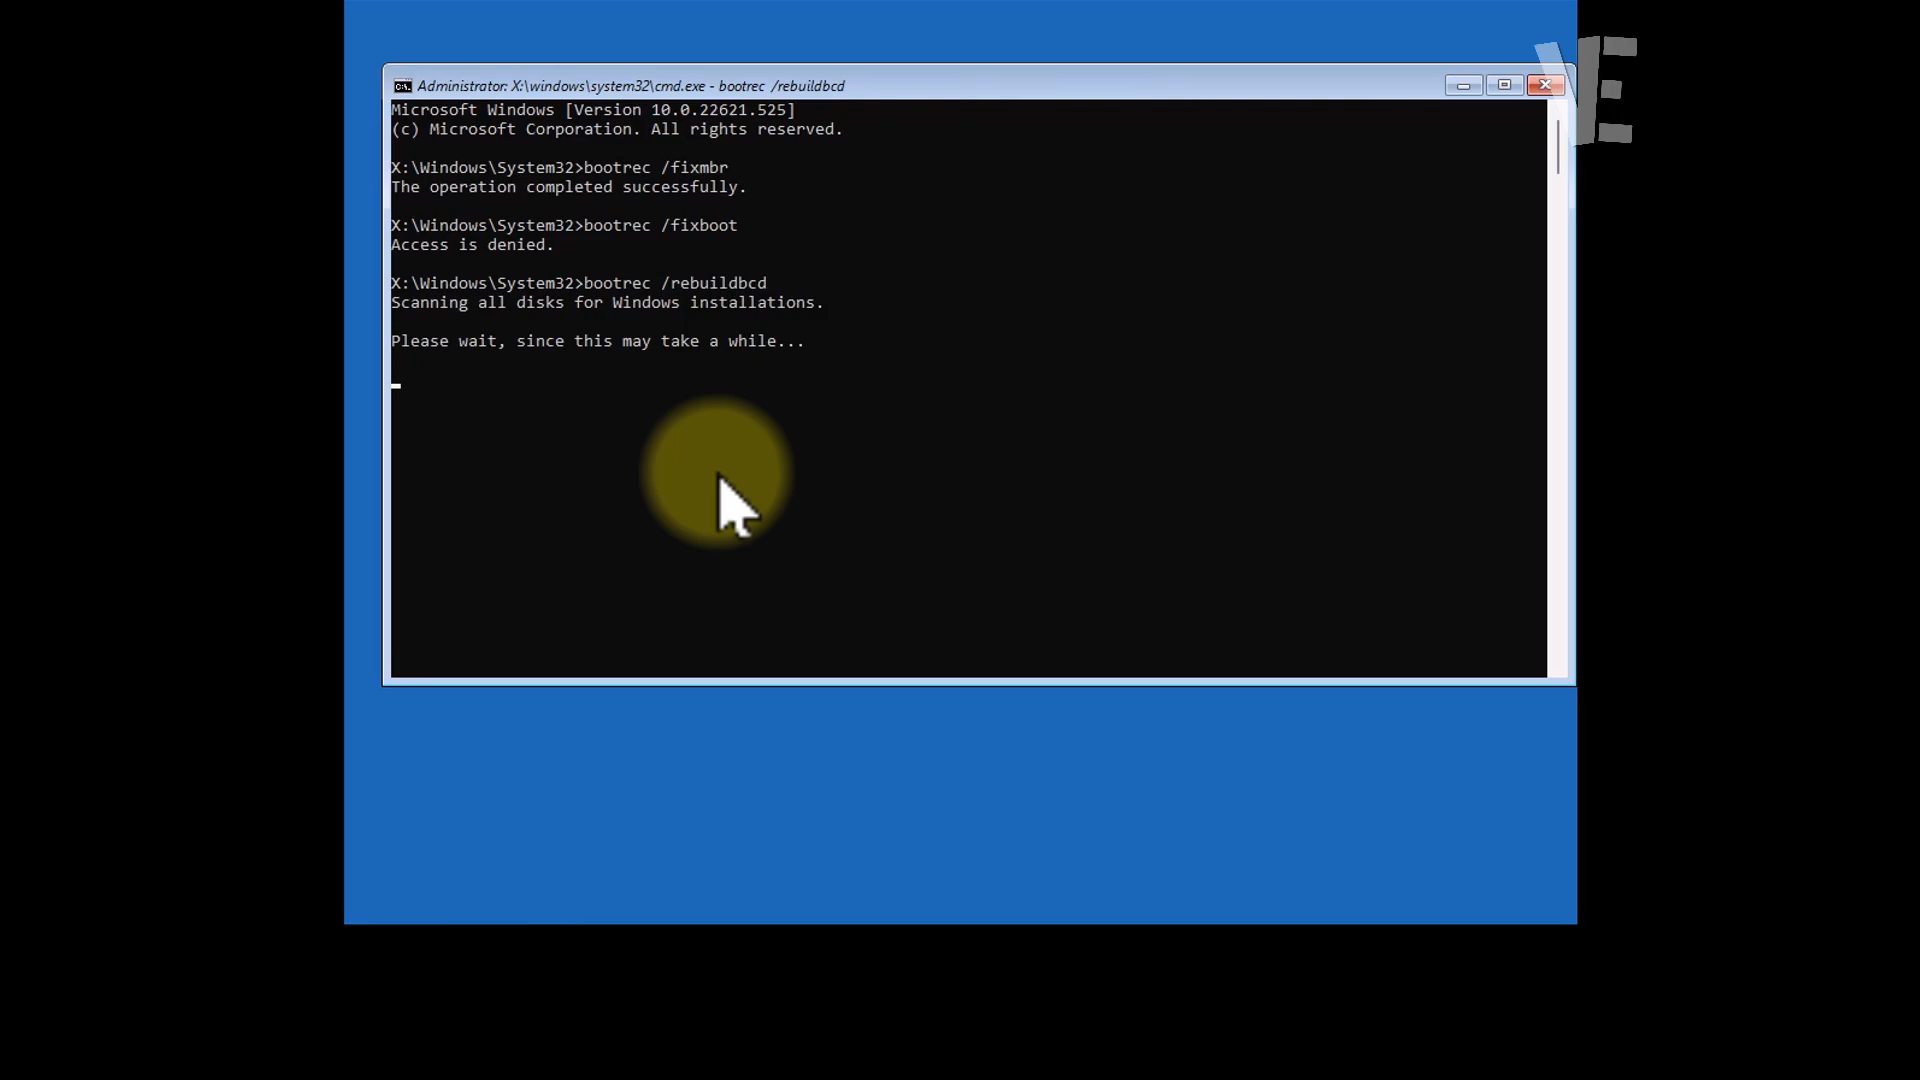 VE
Administrator: X:\windows\system32\cmd.exe - bootrec /rebuildbcd
Microsoft Windows [Version 10.0.22621.525]
(c) Microsoft Corporation. All rights reserved.
X:\Windows\System32>bootrec /fixmbr
The operation completed successfully.
X:\Windows\System32>bootrec /fixboot
Access is denied.
X:\Windows\System32>bootrec /rebuildbcd
Scanning all disks for Windows installations.
Please wait, since this may take a while...